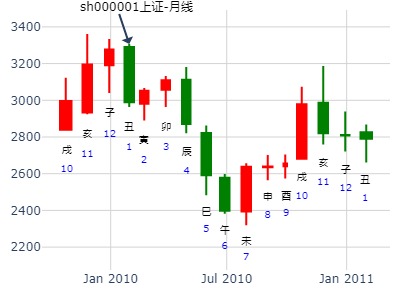 sh000001上证-月线
3400
3200
3000
2800
2600
2400
2200
戌
10
亥
11
子
12
丑
1
寅
2
卯
3
辰
4
巳
5
午
6
未
7
申
8
酉
9
戌
10
亥
11
子
12
丑
1
Jan 2010
Jul 2010
Jan 2011